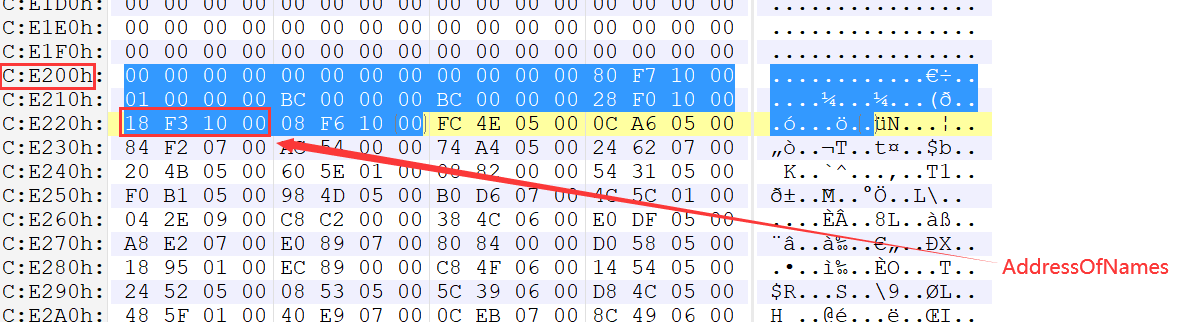 C:E1D0h: 00 00 00 00 00 00 00 00 00 00 00 00 00 00 00 00 ................
C:E1E0h: 00 00 00 00 00 00 00 00 00 00 00 00 00 00 00 00 ................
C:E1F0h: 00 00 00 00 00 00 00 00 00 00 00 00 00 00 00 00 ................
C:E200h: 00 00 00 00 00 00 00 00 00 00 00 00 80 F7 10 00 ............€÷..
C:E210h: 01 00 00 00 BC 00 00 00 BC 00 00 00 28 F0 10 00 ....¼...¼...(ð..
C:E220h: 18 F3 10 00 08 F6 10 00 FC 4E 05 00 0C A6 05 00 .ó...ö..üN...¦..
C:E230h: 84 F2 07 00 AC 54 00 00 74 A4 05 00 24 62 07 00 „ò..¬T..t¤..$b..
C:E240h: 20 4B 05 00 60 5E 01 00 08 82 00 00 54 31 05 00  K..`^...‚..T1..
C:E250h: F0 B1 05 00 98 4D 05 00 B0 D6 07 00 4C 5C 01 00 ð±..˜M..°Ö..L\..
C:E260h: 04 2E 09 00 C8 C2 00 00 38 4C 06 00 E0 DF 05 00 ....ÈÂ..8L..àß..
C:E270h: A8 E2 07 00 E0 89 07 00 80 84 00 00 D0 58 05 00 ¨â..à‰..€„..ÐX..
C:E280h: 18 95 01 00 EC 89 00 00 C8 4F 06 00 14 54 05 00 .•..ì‰..ÈO...T..
AddressOfNames
C:E290h: 24 52 05 00 08 53 05 00 5C 39 06 00 D8 4C 05 00 $R...S..\9..ØL..
C:E2A0h: 48 5F 01 00 40 E9 07 00 0C EB 07 00 8C 49 06 00 H_..@é...ë..ŒI..